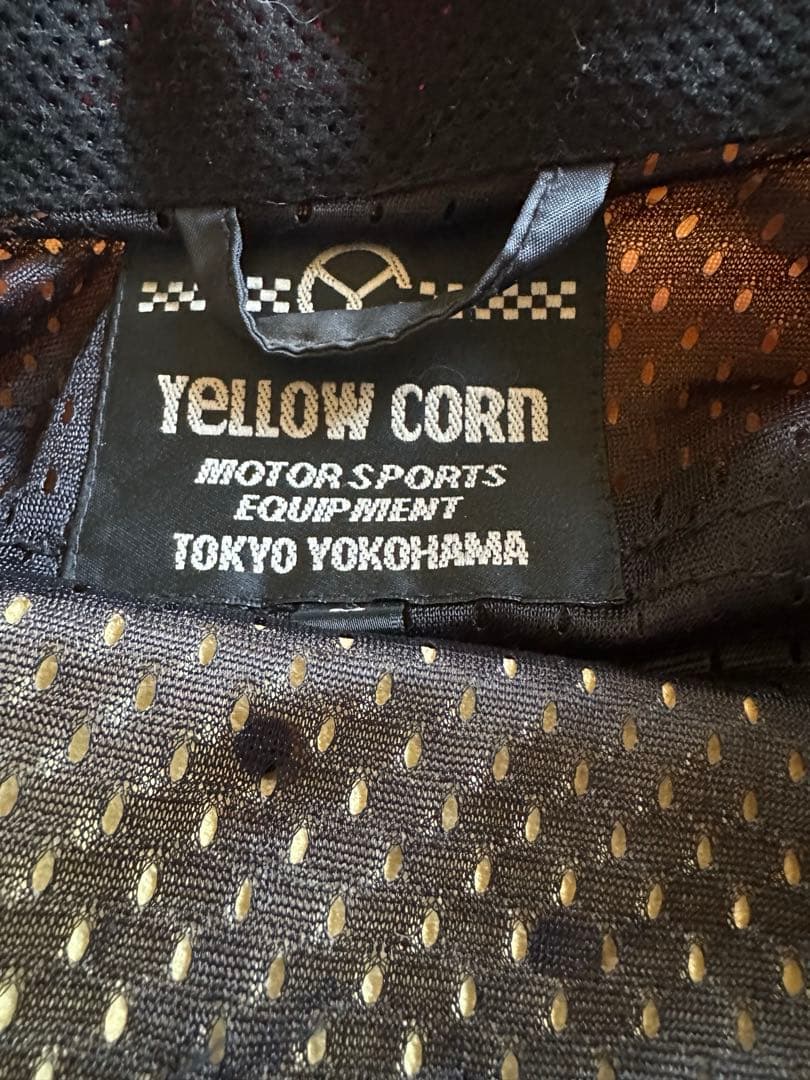 YeLLOW CORn
MOTOR SPORTS
EQUIPMENT
TOKYO YOKOHAMA